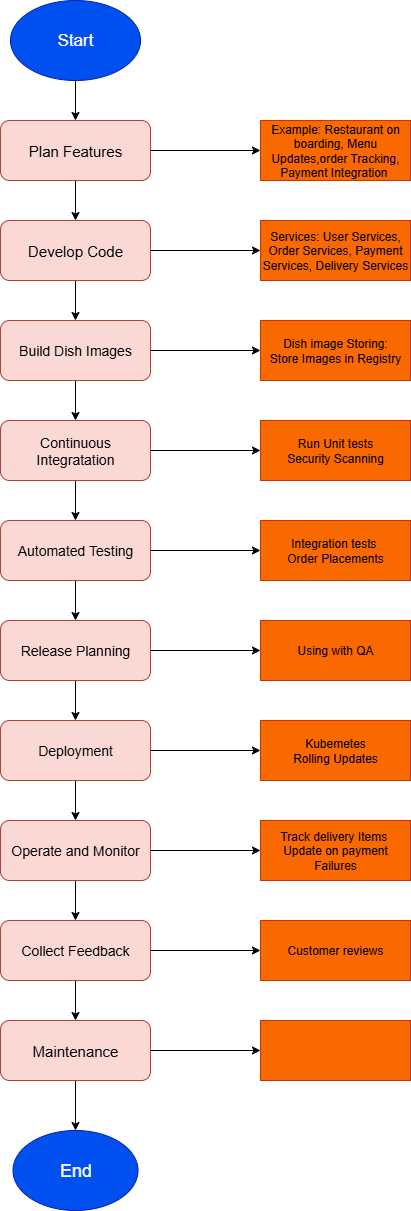 Start
Plan Features
Example: Restaurant on
boarding, Menu
Updates,order Tracking,
Payment Integration
Develop Code
Services: User Services,
Order Services, Payment
Services, Delivery Services
Build Dish Images
Dish image Storing:
Store Images in Registry
Continuous
Integratation
Run Unit tests
Security Scanning
Automated Testing
Integration tests
Order Placements
Release Planning
Using with QA
Deployment
Kubernetes
Rolling Updates
Operate and Monitor
Track delivery Items
Update on payment
Failures
Collect Feedback
Customer reviews
Maintenance
End